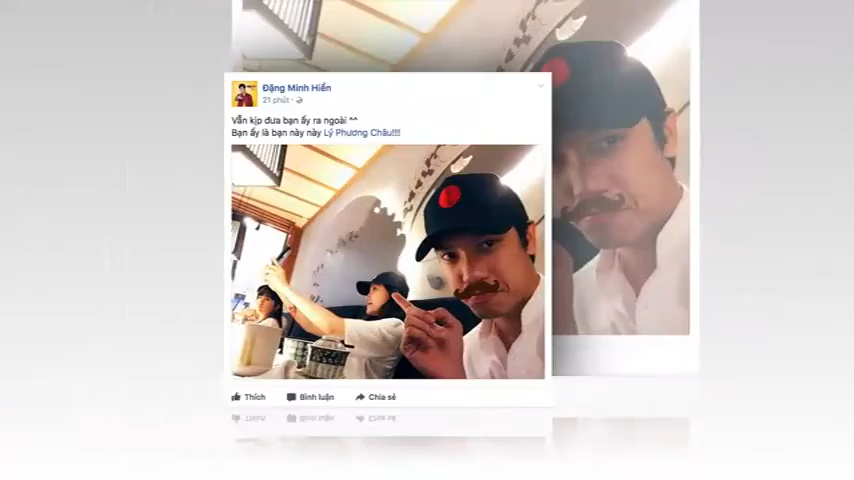 Đặng Minh Hiển
21 phút
Vẫn kịp đưa bạn ấy ra ngoài ^^
Bạn ấy là bạn này này Lý Phương Châu!!!
Thích
Bình luận
Chia sẻ